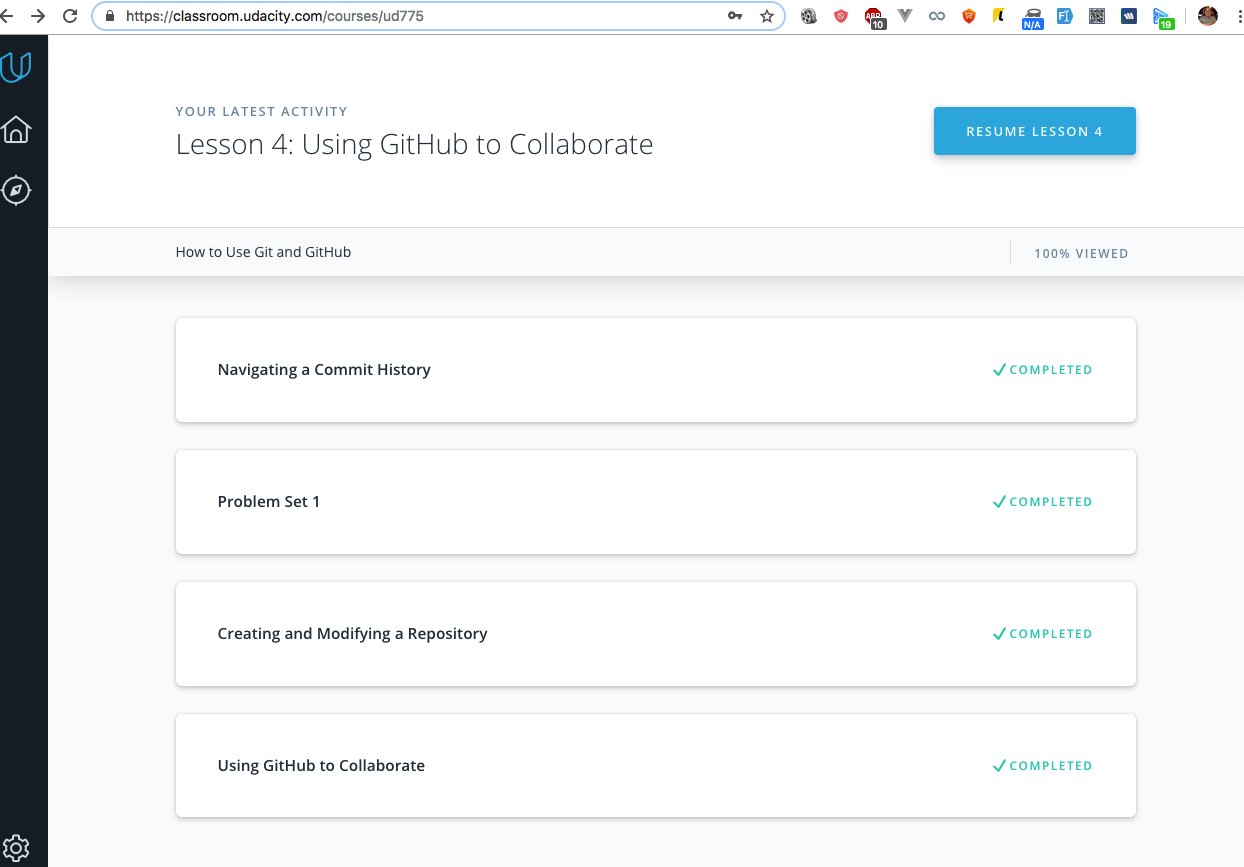 https://classroom.udacity.com/courses/ud775
ABP
10
N/A
19
YOUR LATEST ACTIVITY
Lesson 4: Using GitHub to Collaborate
RESUME LESSON 4
How to Use Git and GitHub
100% VIEWED
Navigating a Commit History
COMPLETED
Problem Set 1
COMPLETED
Creating and Modifying a Repository
COMPLETED
Using GitHub to Collaborate
COMPLETED